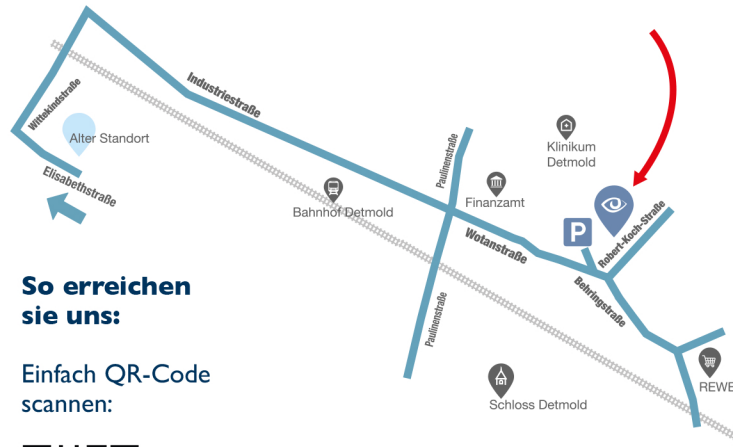 Wittekindstraße
Alter Standort
Elisabethstraße
Industriestraße
Bahnhof Detmold
Paulinenstraße
Finanzamt
Klinikum
Detmold
Wotanstraße
P
Robert-Koch-Straße
Behringstraße
Paulinenstraße
Schloss Detmold
REWE
So erreichen
sie uns:
Einfach QR-Code
scannen: